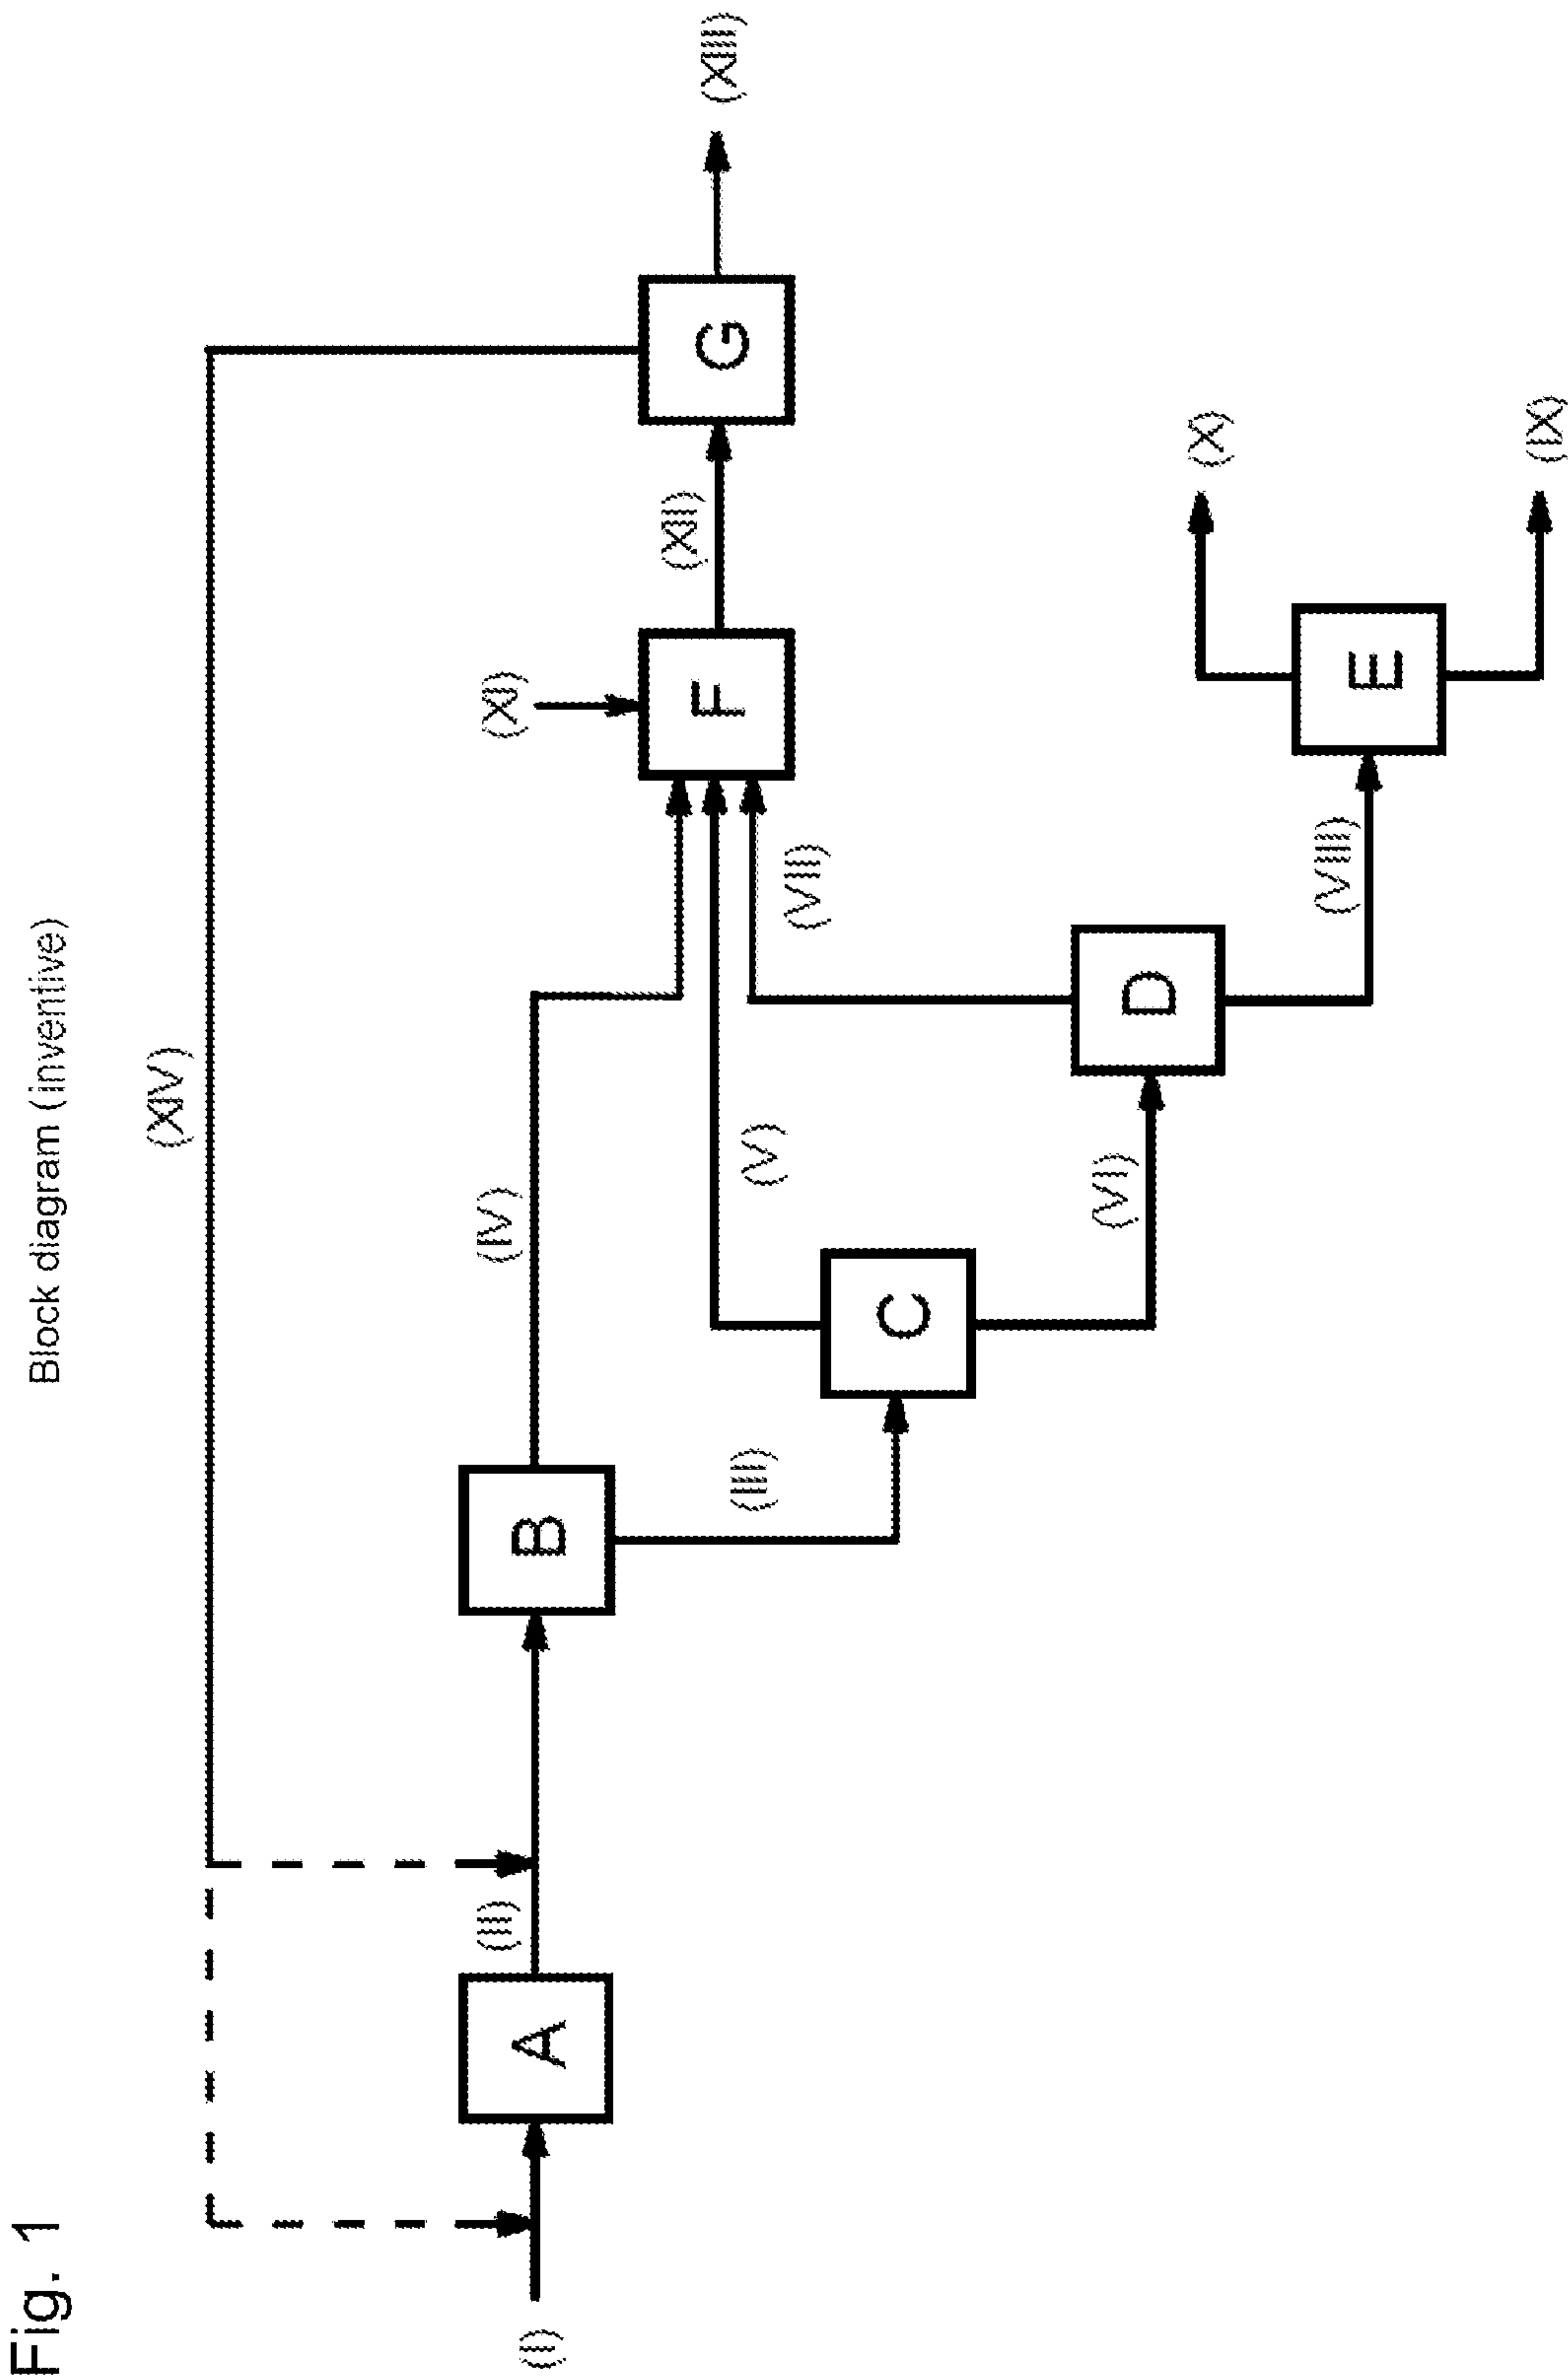 Fig. 1
Block diagram (inventive)
(XIV)
(I)
A
(II)
B
(IV)
(III)
C
(V)
(VI)
D
(VII)
(VIII)
E
(X)
(IX)
(XI)
F
(XII)
G
(XIII)